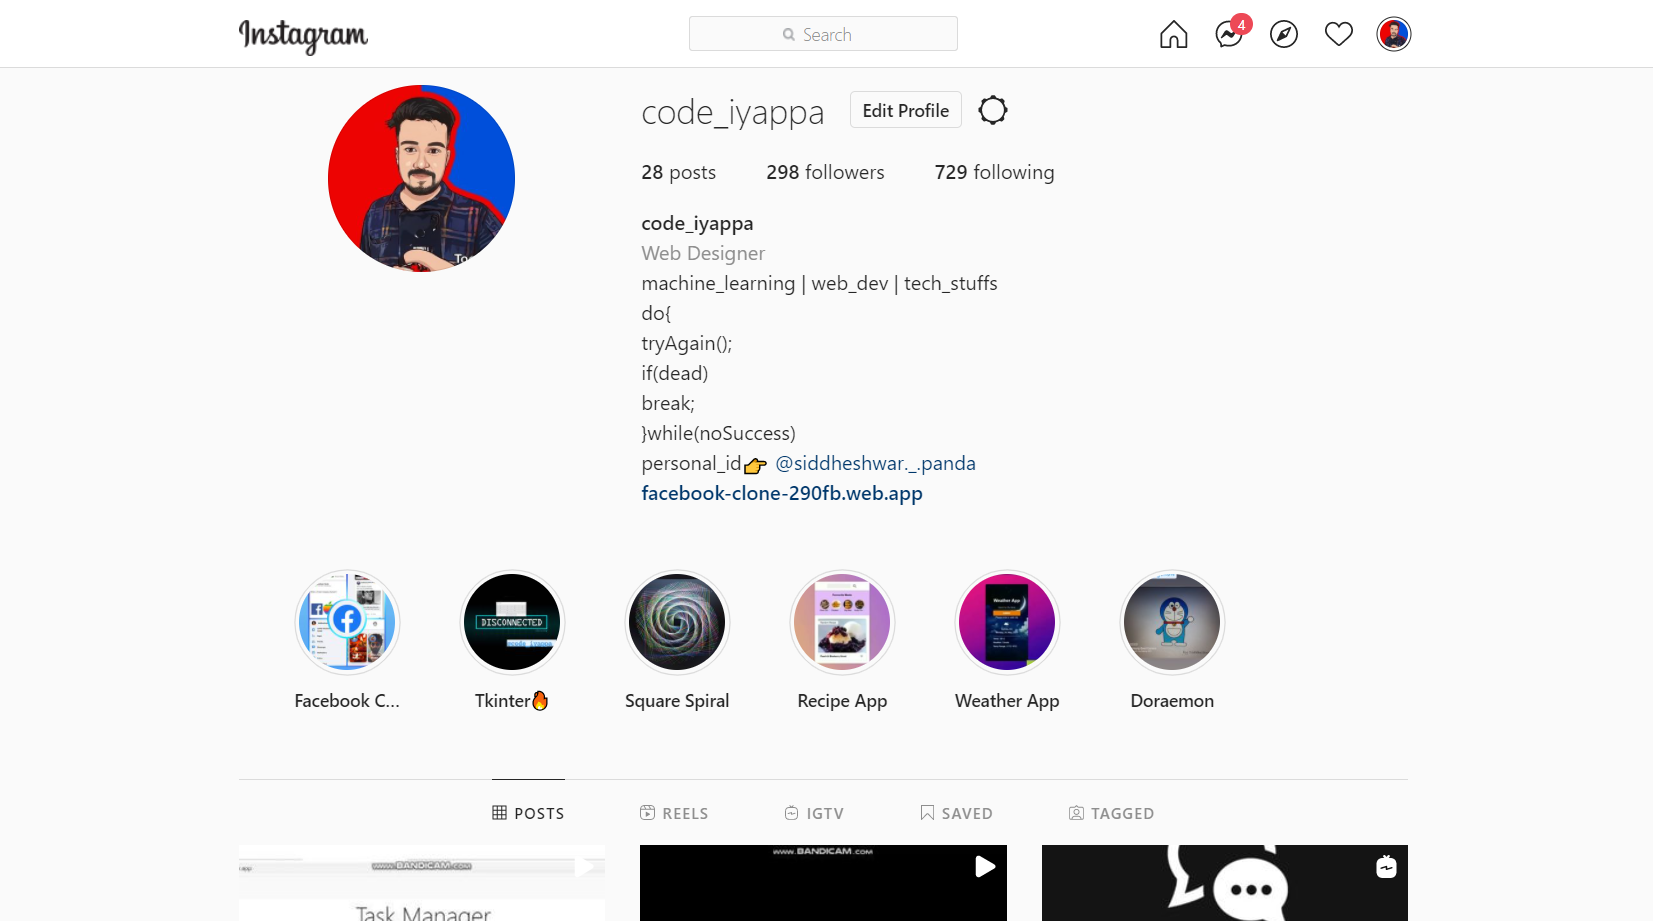 Instagram
Search
4
code_iyappa
Edit Profile
28 posts 298 followers 729 following
code_iyappa
Web Designer
machine_learning | web_dev | tech_stuffs
do{
tryAgain();
if(dead)
break;
}while(noSuccess)
personal_id👉 @siddheshwar._.panda
facebook-clone-290fb.web.app
DISCONNECTED
Weather App
Facebook C...
Tkinter🔥
Square Spiral
Recipe App
Weather App
Doraemon
POSTS
REELS
IGTV
SAVED
TAGGED
www.BANDICAM.com
Task Manager
www.BANDICAM.com